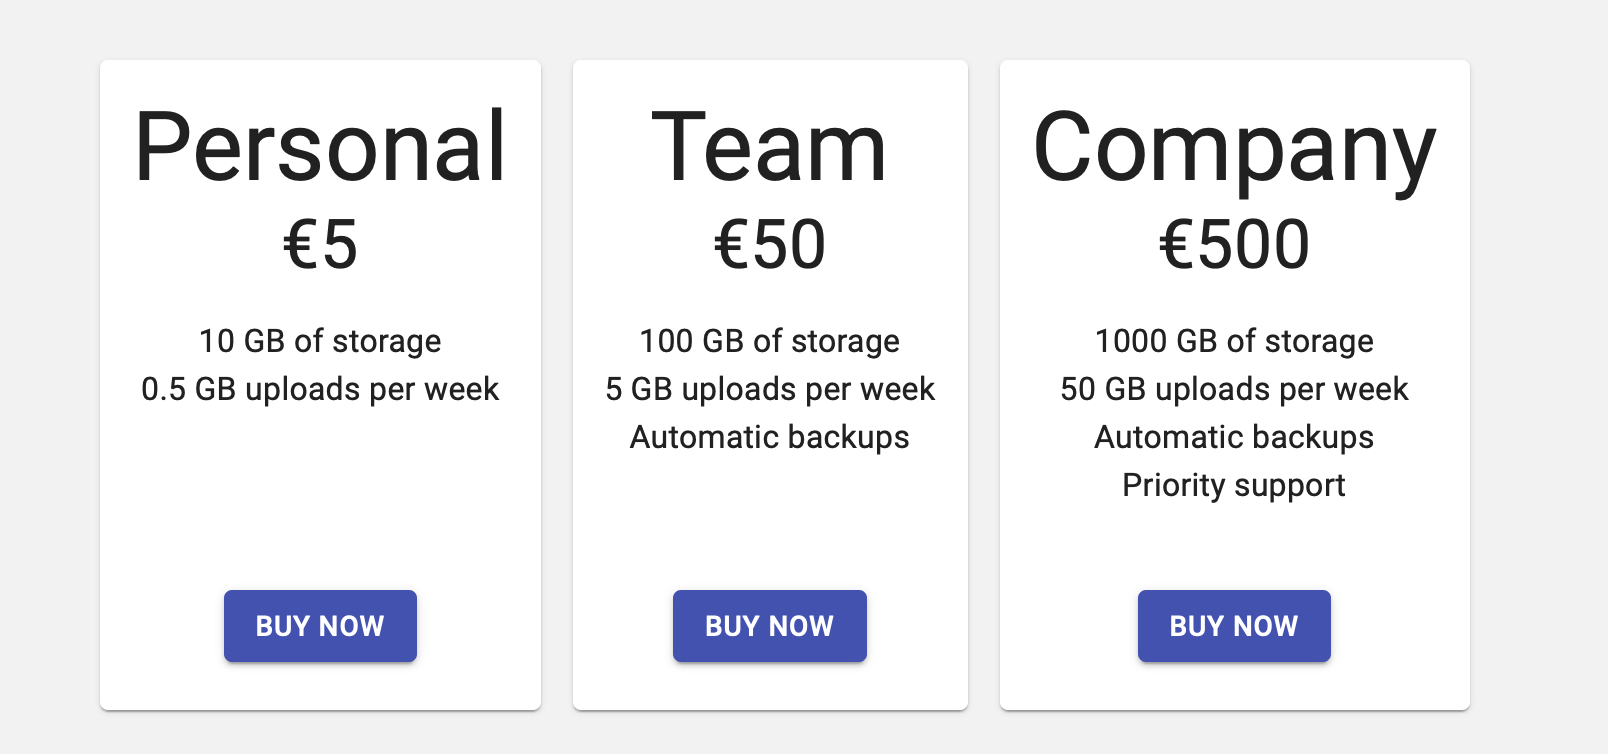 Personal
€5
10 GB of storage
0.5 GB uploads per week
BUY NOW
Team
€50
100 GB of storage
5 GB uploads per week
Automatic backups
BUY NOW
Company
€500
1000 GB of storage
50 GB uploads per week
Automatic backups
Priority support
BUY NOW